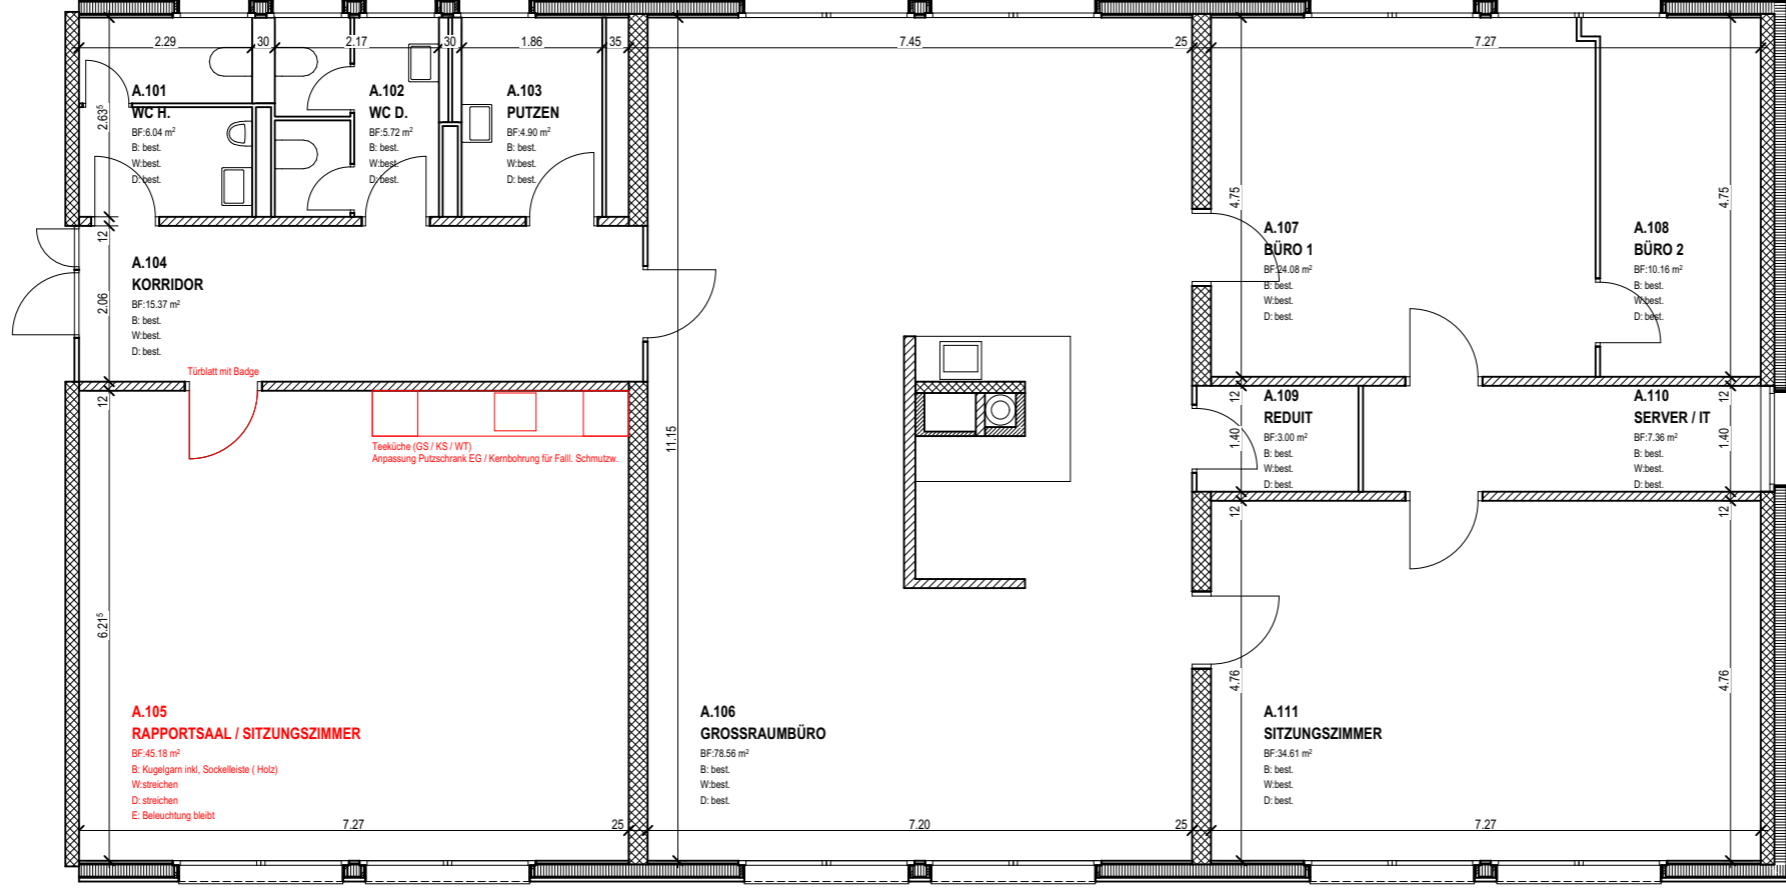 2.29
30
2.17
30
1.86
35
7.45
25
7.27
A.101
WC H.
BF:6.04 m²
B: best.
W:best.
D: best.
A.102
WC D.
BF:5.72 m²
B: best.
W:best.
D: best.
A.103
PUTZEN
BF:4.90 m²
B: best.
W:best.
D: best.
2.63⁵
12
2.06
12
6.21⁵
A.104
KORRIDOR
BF:15.37 m²
B: best.
W:best.
D: best.
Türblatt mit Badge
Teeküche (GS / KS / WT)
Anpassung Putzschrank EG / Kernbohrung für Falll. Schmutzw.
11.15
4.75
A.107
BÜRO 1
BF:24.08 m²
B: best.
W:best.
D: best.
A.108
BÜRO 2
BF:10.16 m²
B: best.
W:best.
D: best.
4.75
12
1.40
12
A.109
REDUIT
BF:3.00 m²
B: best.
W:best.
D: best.
A.110
SERVER / IT
BF:7.36 m²
B: best.
W:best.
D: best.
12
1.40
12
4.76
4.76
A.105
RAPPORTSAAL / SITZUNGSZIMMER
BF:45.18 m²
B: Kugelgarn inkl, Sockelleiste ( Holz)
W:streichen
D: streichen
E: Beleuchtung bleibt
A.106
GROSSRAUMBÜRO
BF:78.56 m²
B: best.
W:best.
D: best.
A.111
SITZUNGSZIMMER
BF:34.61 m²
B: best.
W:best.
D: best.
7.27
25
7.20
25
7.27